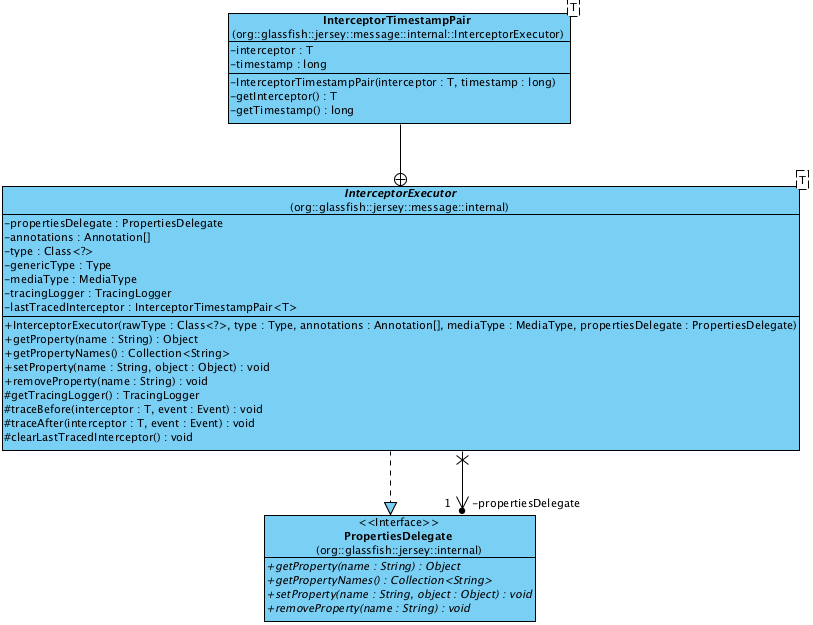 T
InterceptorTimestampPair
(org::glassfish::jersey::message::internal::InterceptorExecutor)
-interceptor : T
-timestamp : long
-InterceptorTimestampPair(interceptor : T, timestamp : long)
-getInterceptor() : T
-getTimestamp() : long
T
InterceptorExecutor
(org::glassfish::jersey::message::internal)
-propertiesDelegate : PropertiesDelegate
-annotations : Annotation[]
-type : Class<?>
-genericType : Type
-mediaType : MediaType
-tracingLogger : TracingLogger
-lastTracedInterceptor : InterceptorTimestampPair<T>
+InterceptorExecutor(rawType : Class<?>, type : Type, annotations : Annotation[], mediaType : MediaType, propertiesDelegate : PropertiesDelegate)
+getProperty(name : String) : Object
+getPropertyNames() : Collection<String>
+setProperty(name : String, object : Object) : void
+removeProperty(name : String) : void
#getTracingLogger() : TracingLogger
#traceBefore(interceptor : T, event : Event) : void
#traceAfter(interceptor : T, event : Event) : void
#clearLastTracedInterceptor() : void
1 -propertiesDelegate
<<Interface>>
PropertiesDelegate
(org::glassfish::jersey::internal)
+getProperty(name : String) : Object
+getPropertyNames() : Collection<String>
+setProperty(name : String, object : Object) : void
+removeProperty(name : String) : void